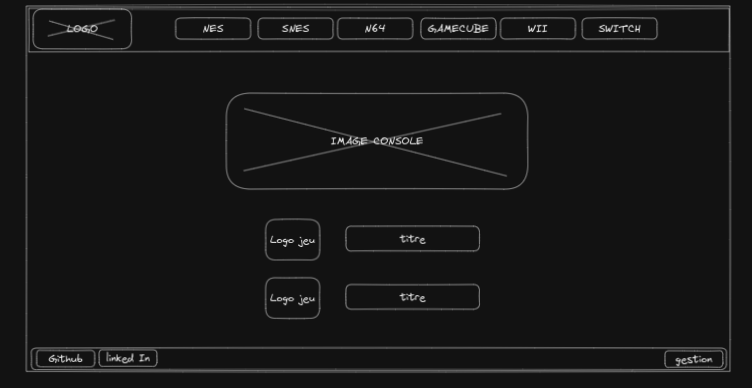 LOGO NES SNES N64 GAMECUBE WII SWITCH
IMAGE CONSOLE
Logo jeu titre
Logo jeu titre
Github linked In gestion